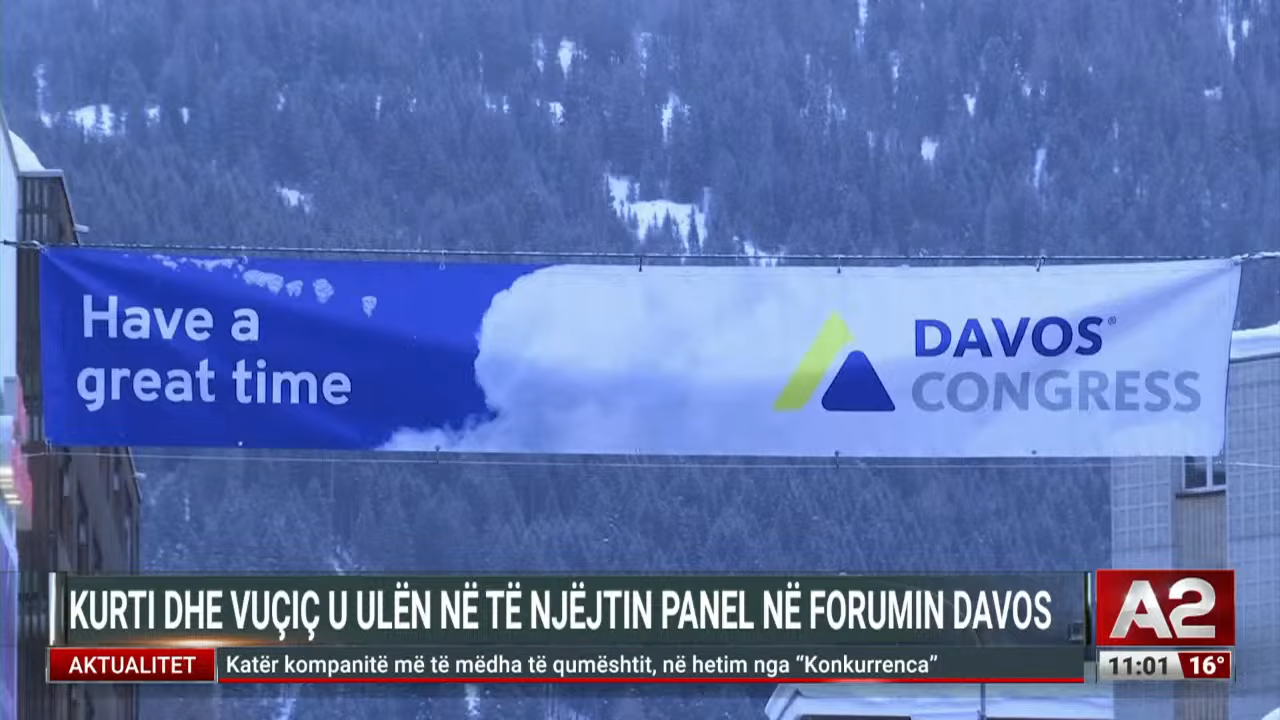 Have a
great time
DAVOS®
CONGRESS
KURTI DHE VUÇIÇ U ULËN NË TË NJËJTIN PANEL NË FORUMIN DAVOS
A2
AKTUALITET
Katër kompanitë më të mëdha të qumështit, në hetim nga “Konkurrenca”
11:01 16°